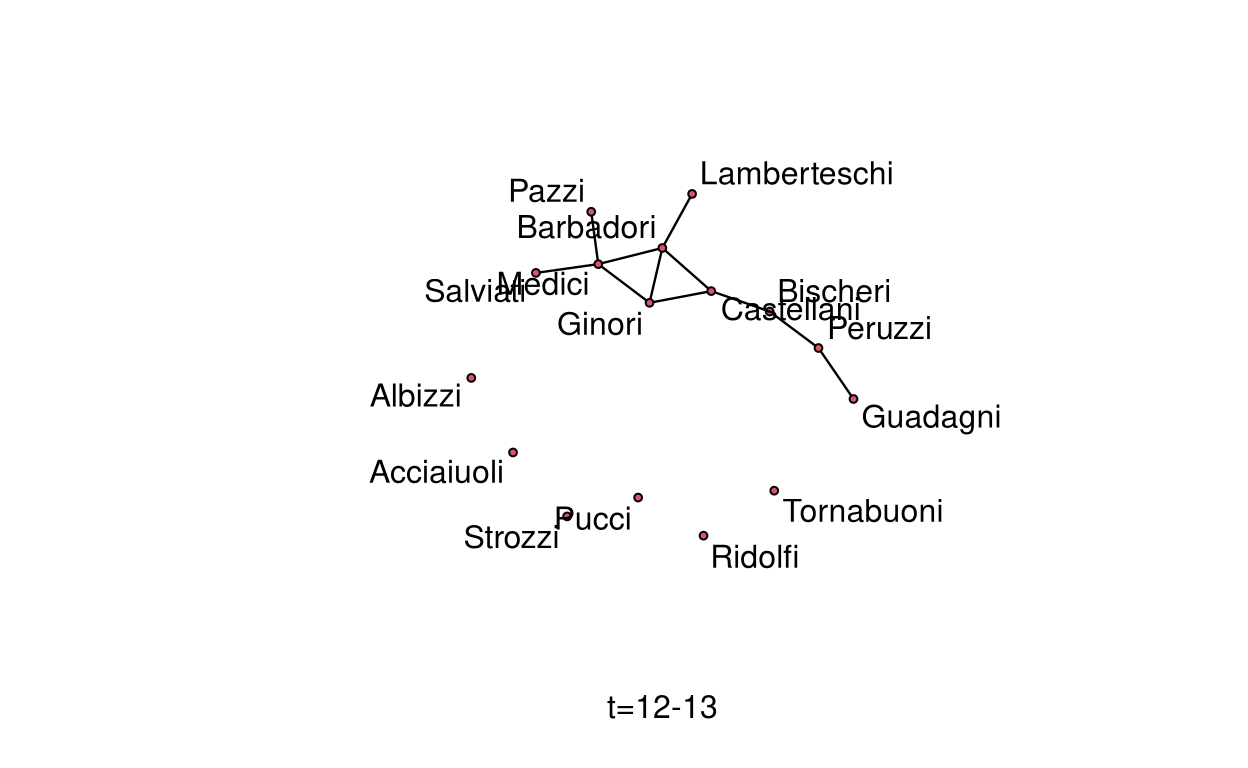 Lamberteschi
Pazzi
Barbadori
Medici
Salviati
Bischeri
Castellani
Ginori
Peruzzi
Albizzi
Guadagni
Acciaiuoli
Tornabuoni
Pucci
Strozzi
Ridolfi
t=12-13